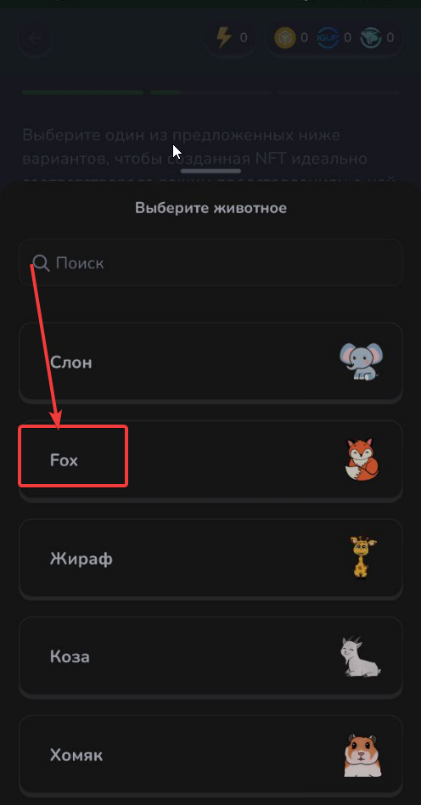 0
0
0
0
Выберите один из предложенных ниже
вариантов, чтобы созданная NFT идеально
Выберите животное
Поиск
Слон
Fox
Жираф
Коза
Хомяк